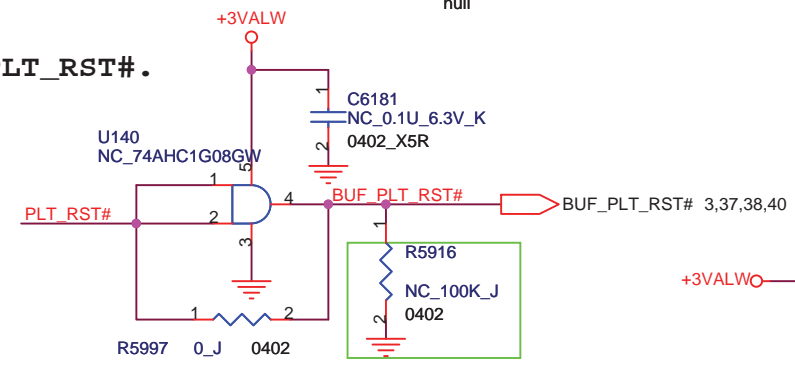 null
+3VALW
PLT_RST#.
1
C6181
NC_0.1U_6.3V_K
2
0402_X5R
U140
NC_74AHC1G08GW
5
1
4
BUF_PLT_RST#
BUF_PLT_RST# 3,37,38,40
PLT_RST#
2
3
1
R5916
NC_100K_J
0402
2
+3VALW
1
2
R5997 0_J 0402